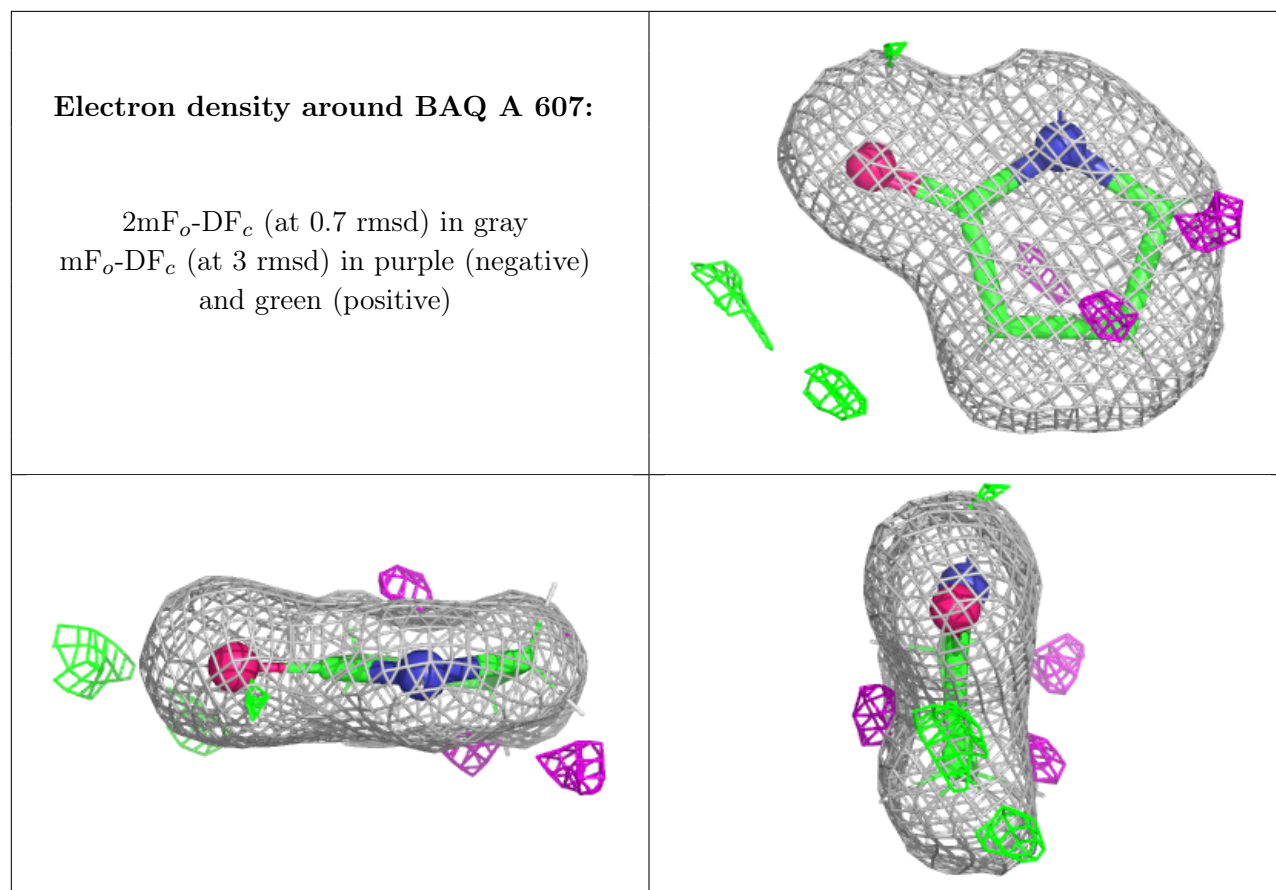 Electron density around BAQ A 607:
2mFo-DFc (at 0.7 rmsd) in gray
mFo-DFc (at 3 rmsd) in purple (negative)
and green (positive)